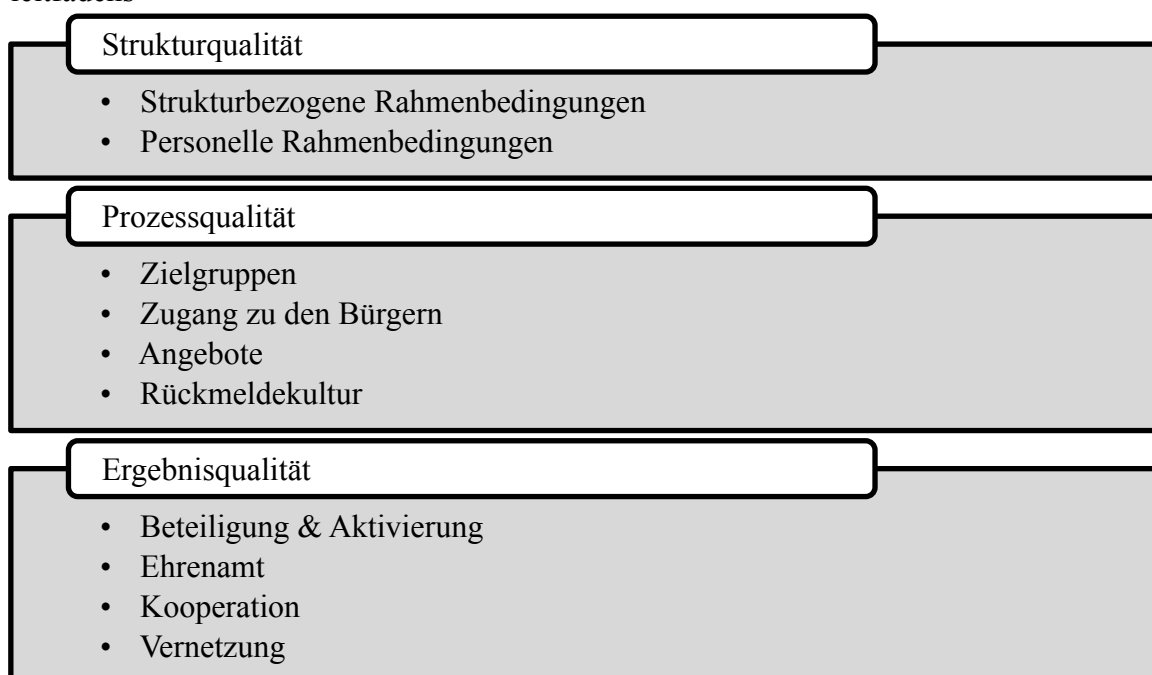 Strukturqualität
• Strukturbezogene Rahmenbedingungen
• Personelle Rahmenbedingungen
Prozessqualität
• Zielgruppen
• Zugang zu den Bürgern
• Angebote
• Rückmeldekultur
Ergebnisqualität
• Beteiligung & Aktivierung
• Ehrenamt
• Kooperation
• Vernetzung